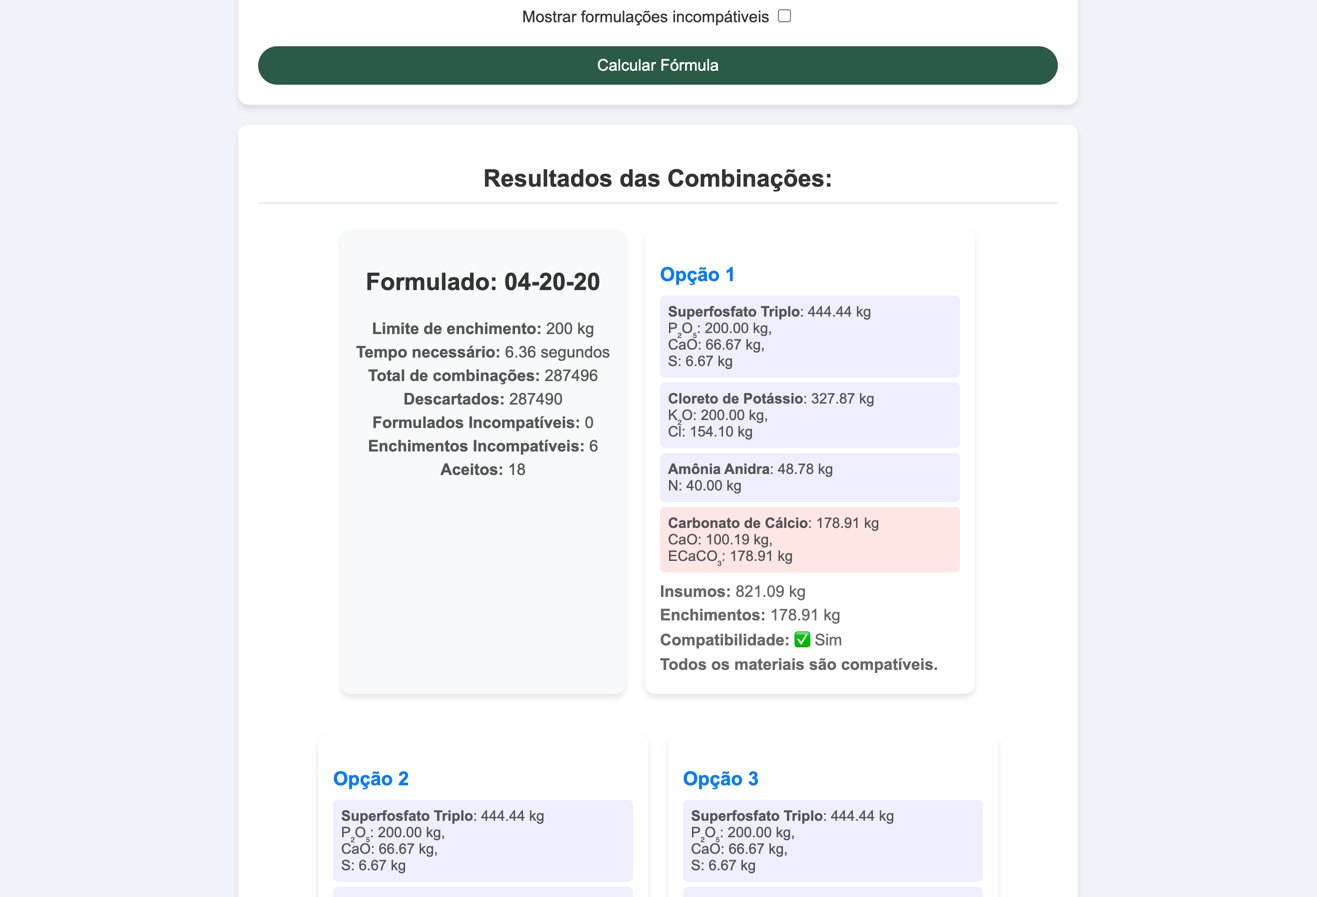 Mostrar formulações incompátiveis
Calcular Fórmula
Resultados das Combinações:
Formulado: 04-20-20
Limite de enchimento: 200 kg
Tempo necessário: 6.36 segundos
Total de combinações: 287496
Descartados: 287490
Formulados Incompatíveis: 0
Enchimentos Incompatíveis: 6
Aceitos: 18
Opção 1
Superfosfato Triplo: 444.44 kg
P₂O₅: 200.00 kg,
CaO: 66.67 kg,
S: 6.67 kg
Cloreto de Potássio: 327.87 kg
K₂O: 200.00 kg,
Cl: 154.10 kg
Amônia Anidra: 48.78 kg
N: 40.00 kg
Carbonato de Cálcio: 178.91 kg
CaO: 100.19 kg,
ECaCO₃: 178.91 kg
Insumos: 821.09 kg
Enchimentos: 178.91 kg
Compatibilidade: ✅ Sim
Todos os materiais são compatíveis.
Opção 2
Superfosfato Triplo: 444.44 kg
P₂O₅: 200.00 kg,
CaO: 66.67 kg,
S: 6.67 kg
Opção 3
Superfosfato Triplo: 444.44 kg
P₂O₅: 200.00 kg,
CaO: 66.67 kg,
S: 6.67 kg